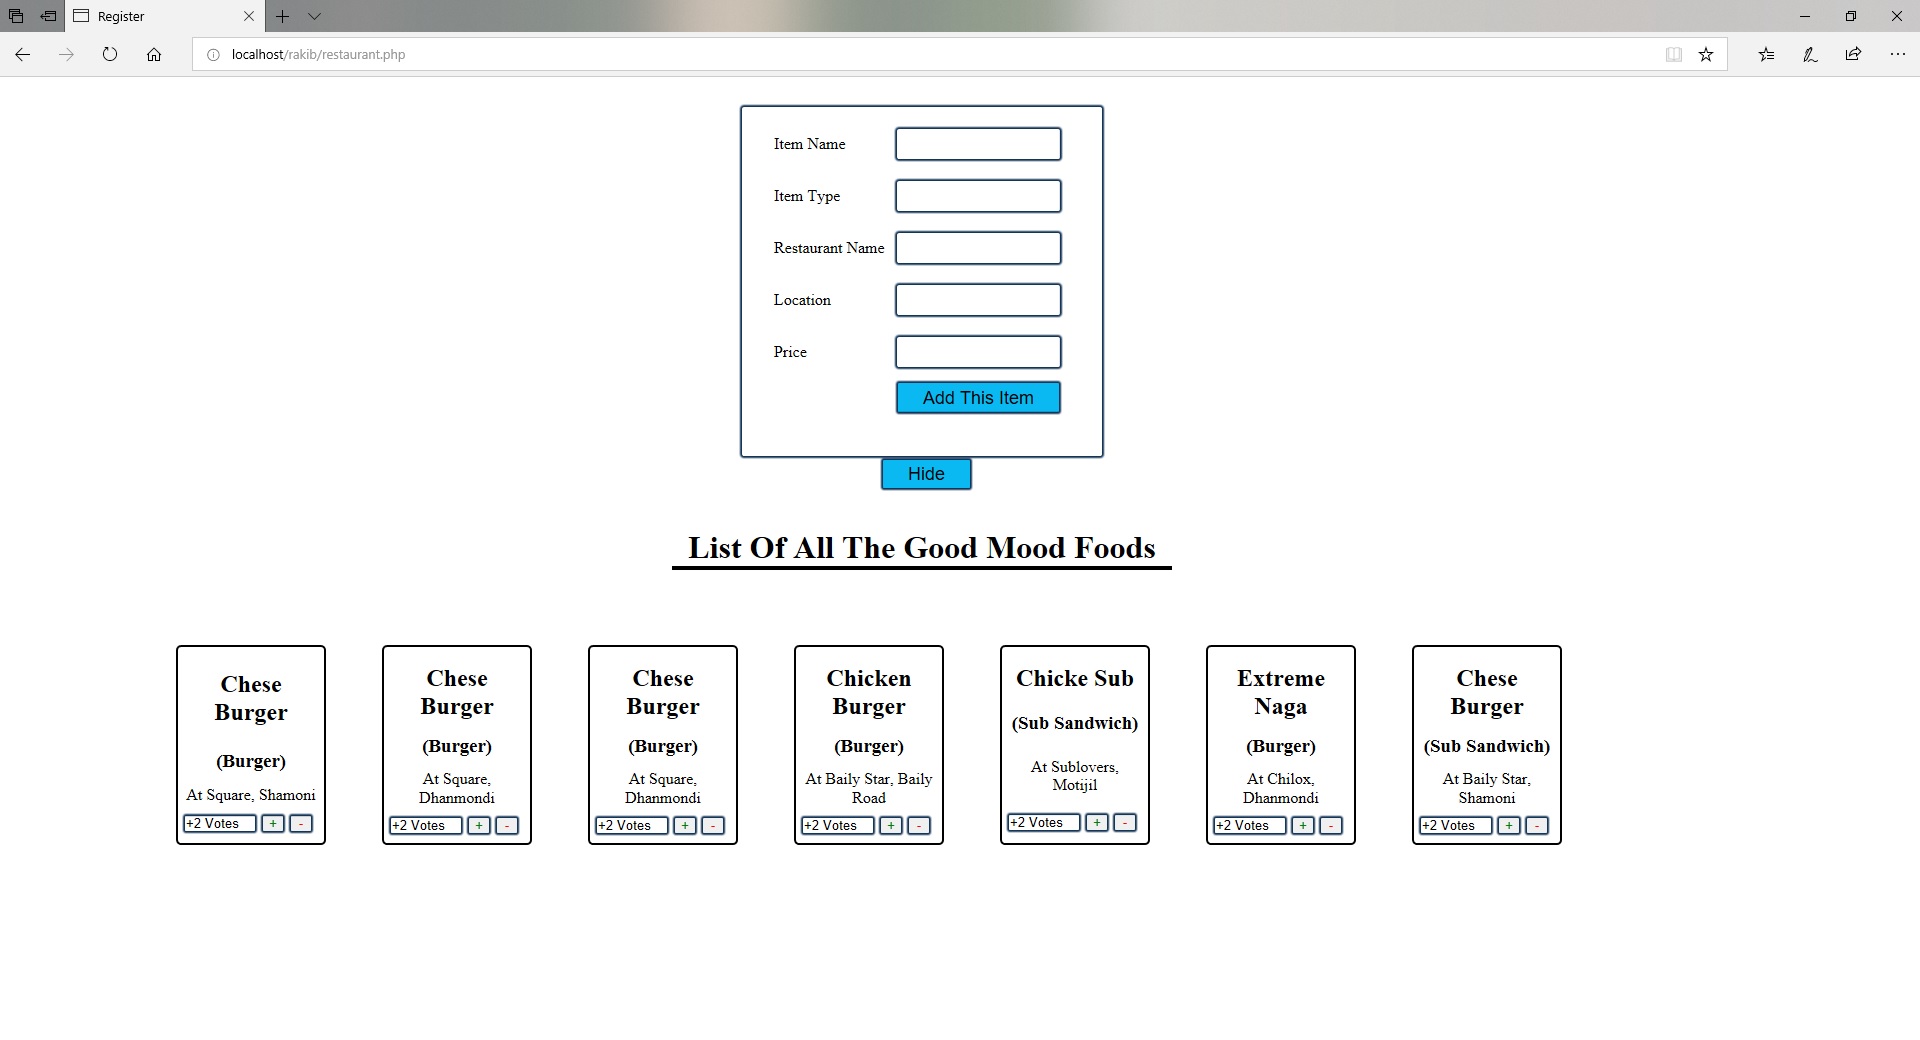 Register
localhost/rakib/restaurant.php
Item Name
Item Type
Restaurant Name
Location
Price
Add This Item
Hide
List Of All The Good Mood Foods
Chese
Burger
(Burger)
At Square, Shamoni
+2 Votes + -
Chese
Burger
(Burger)
At Square,
Dhanmondi
+2 Votes + -
Chese
Burger
(Burger)
At Square,
Dhanmondi
+2 Votes + -
Chicken
Burger
(Burger)
At Baily Star, Baily
Road
+2 Votes + -
Chicke Sub
(Sub Sandwich)
At Sublovers,
Motijil
+2 Votes + -
Extreme
Naga
(Burger)
At Chilox,
Dhanmondi
+2 Votes + -
Chese
Burger
(Sub Sandwich)
At Baily Star,
Shamoni
+2 Votes + -